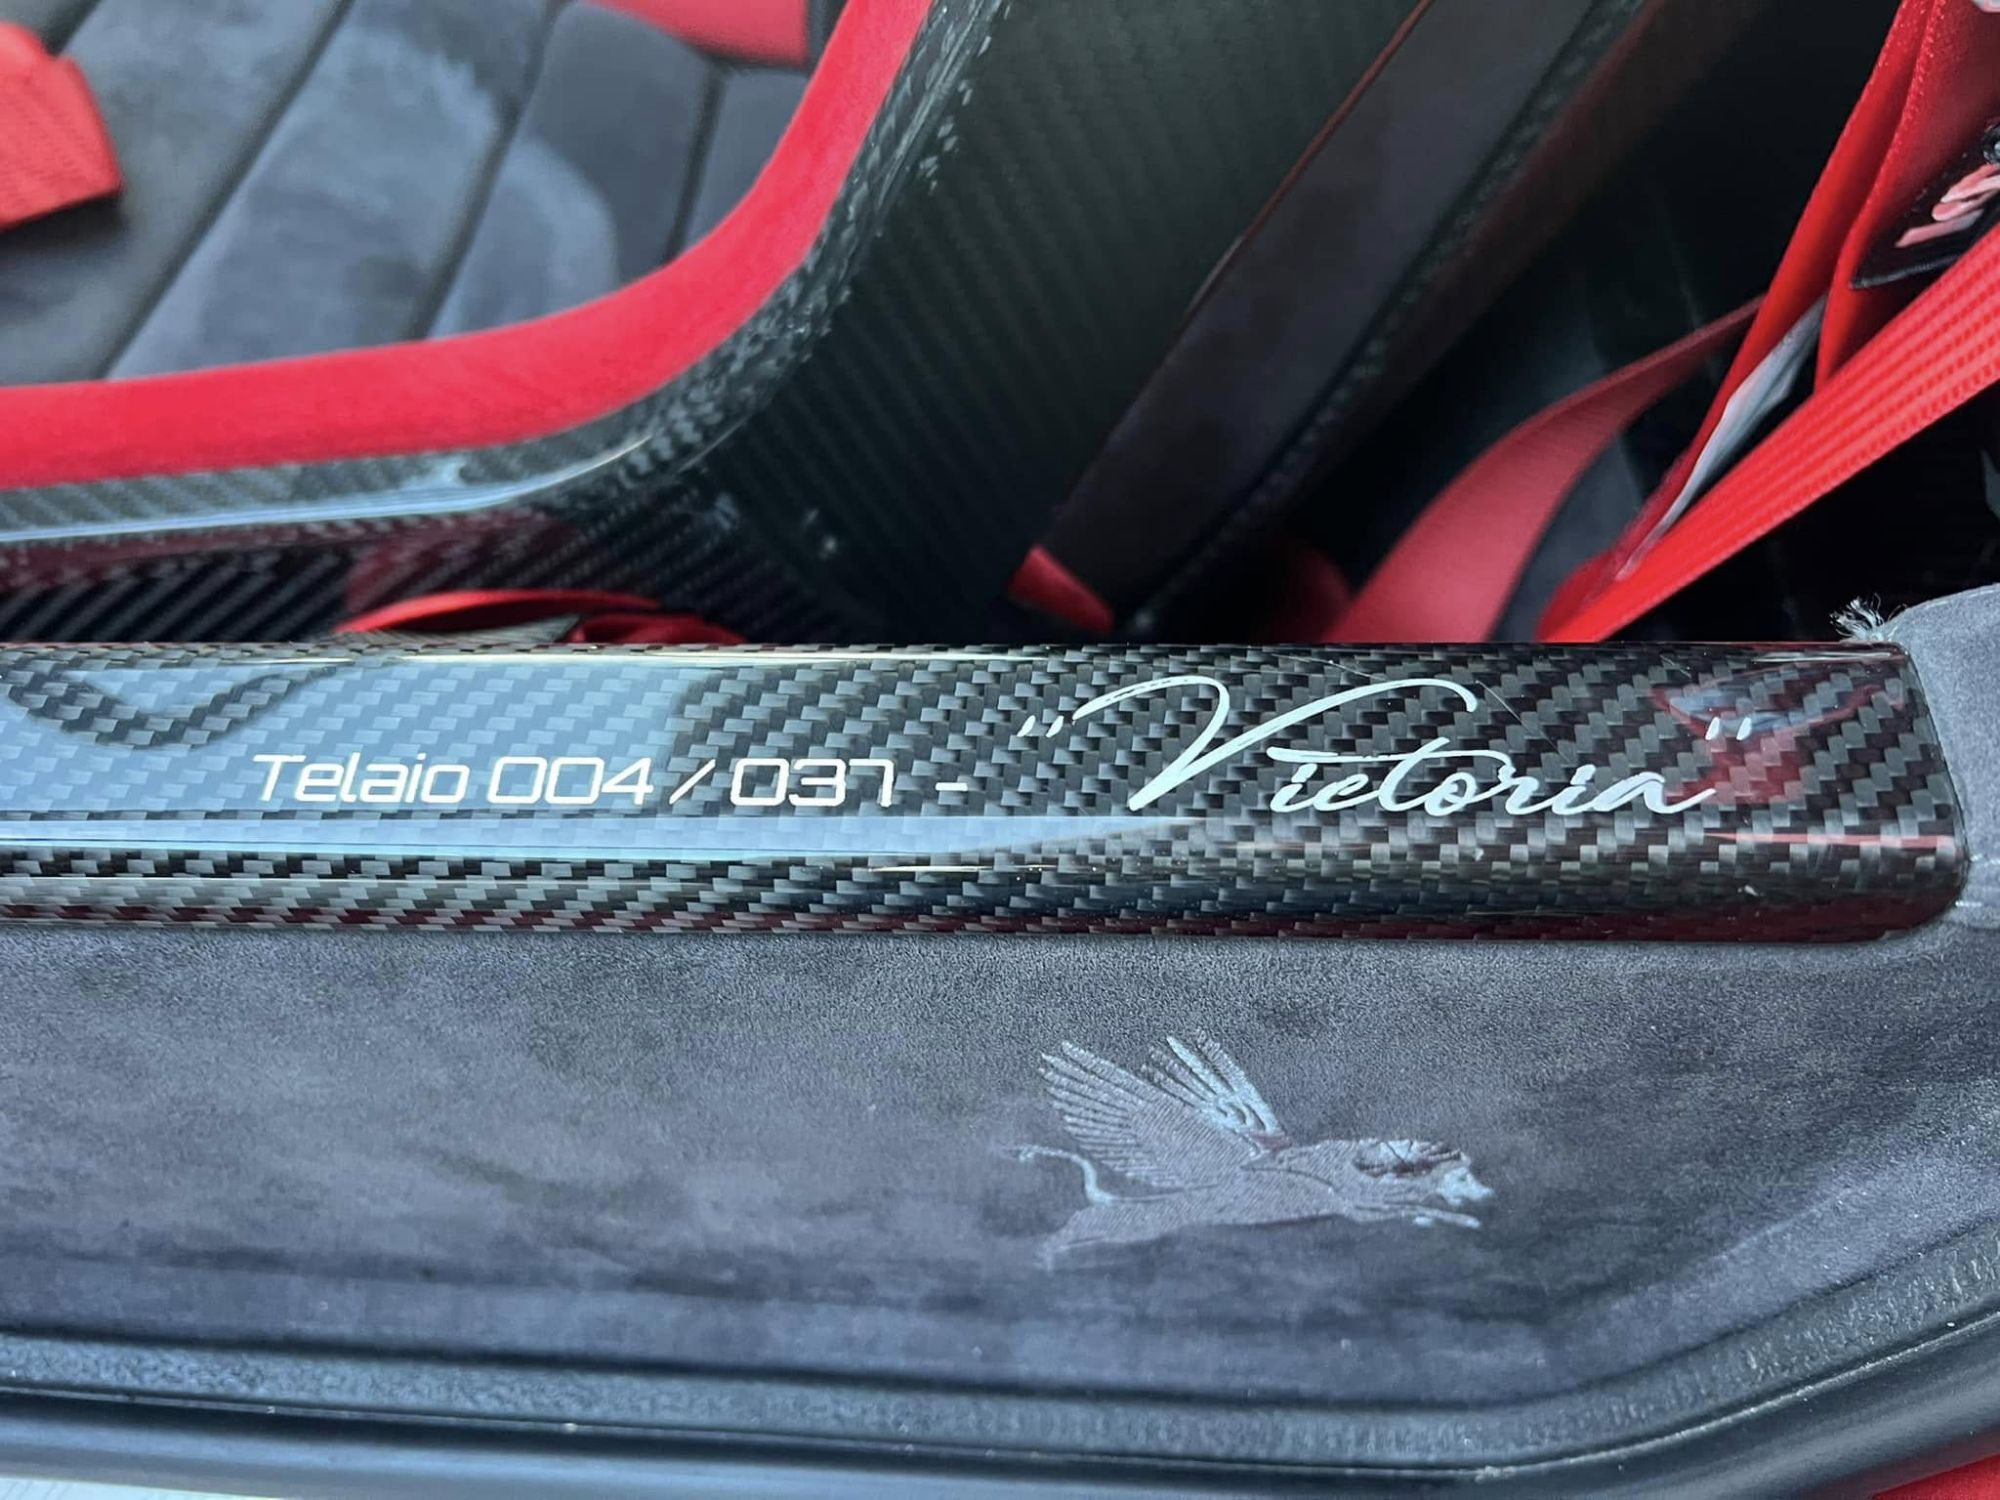 Telaio 004 / 037 - "Victoria"